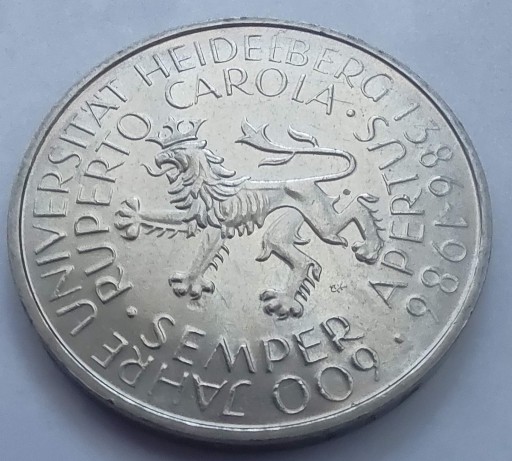 600 JAHRE UNIVERSITÄT HEIDELBERG 1386-1986 ·
· RUPERTO CAROLA · SEMPER APERTUS